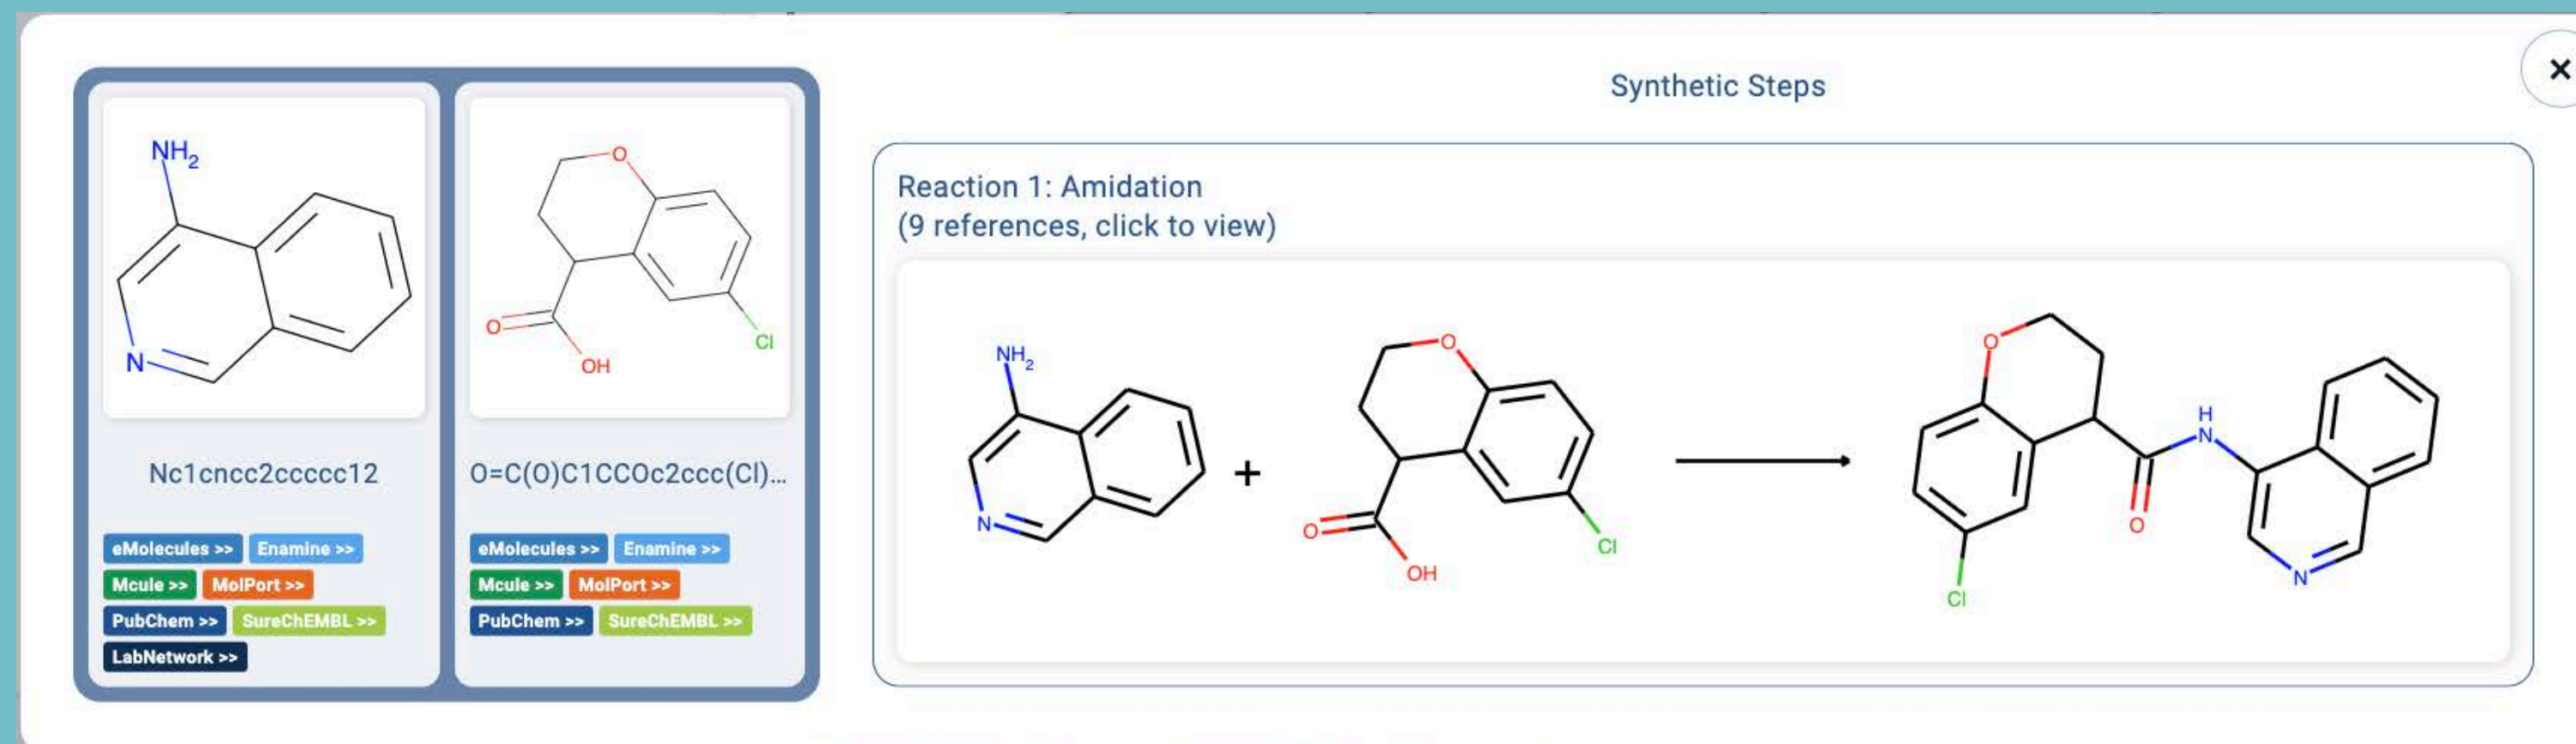 Synthetic Steps
×
NH2
N
Nc1cncc2ccccc12
eMolecules >> Enamine >>
Mcule >> MolPort >>
PubChem >> SureChEMBL >>
LabNetwork >>
O
O
OH
Cl
O=C(O)C1CCOc2ccc(Cl)...
eMolecules >> Enamine >>
Mcule >> MolPort >>
PubChem >> SureChEMBL >>
Reaction 1: Amidation
(9 references, click to view)
NH2
N
+
O
O
OH
Cl
O
H
N
O
Cl
N